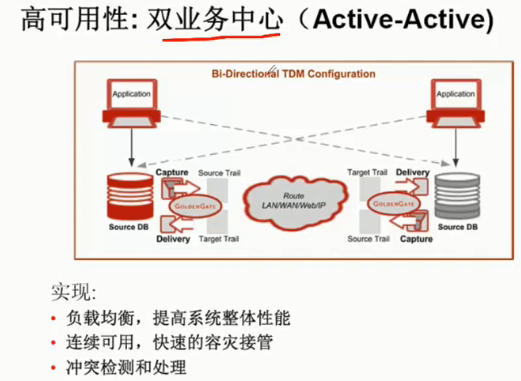 高可用性: 双业务中心（Active-Active)
Bi-Directional TDM Configuration
Application
Application
Capture
Source Trail
Target Trail
Delivery
GOLDENGATE
Route
LAN/WAN/Web/IP
GOLDENGATE
Source DB
Delivery
Target Trail
Source Trail
Capture
Source DB
实现:
• 负载均衡，提高系统整体性能
• 连续可用，快速的容灾接管
• 冲突检测和处理